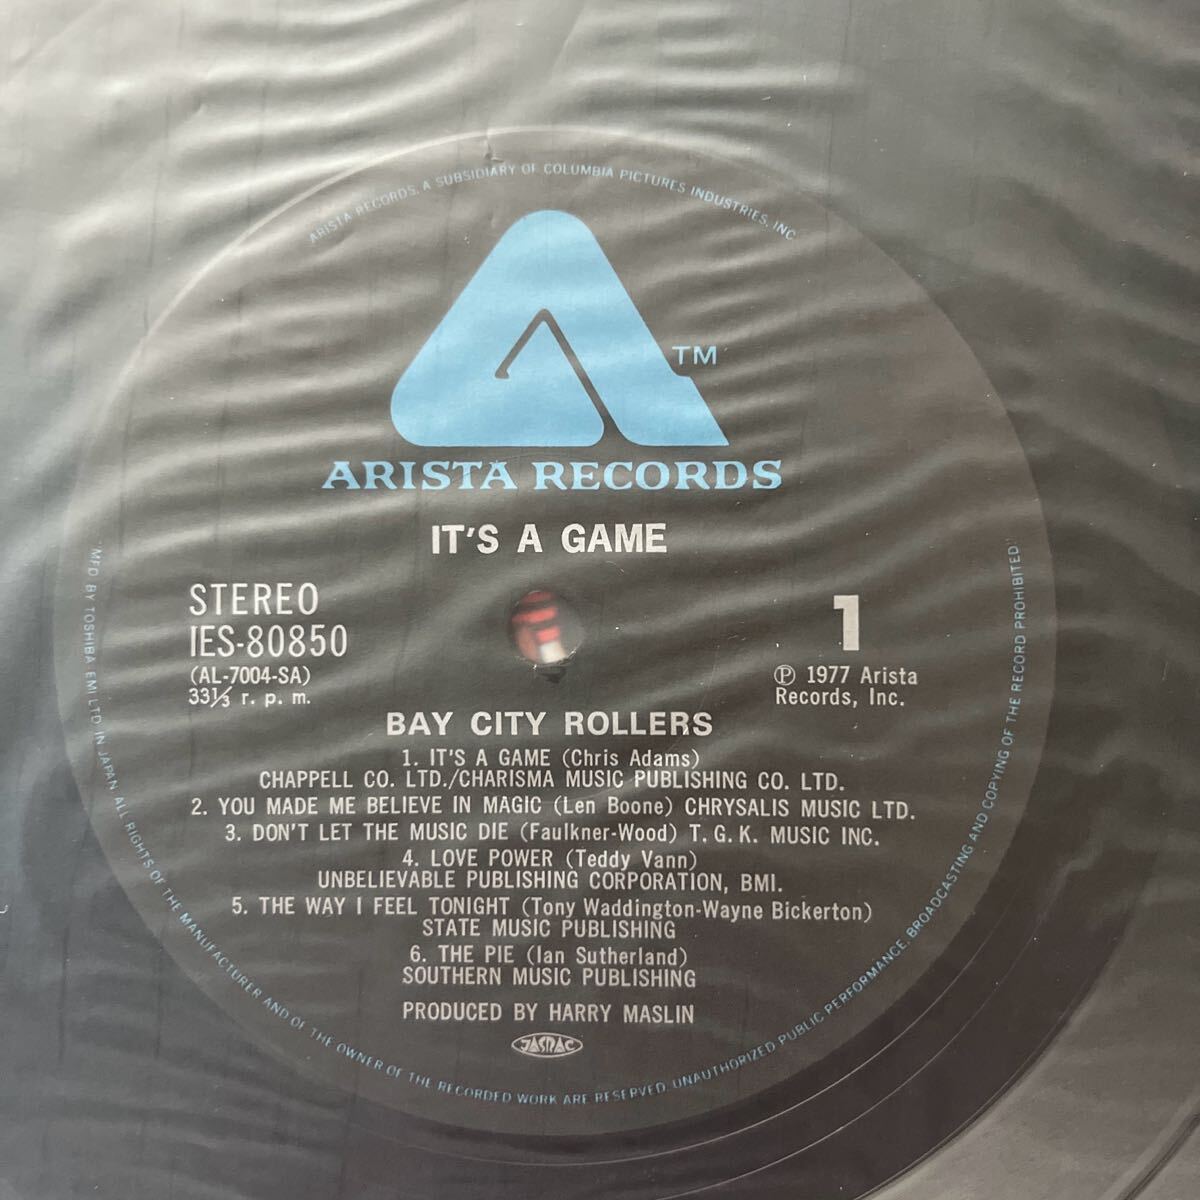 ARISTA RECORDS, A SUBSIDIARY OF COLUMBIA PICTURES INDUSTRIES, INC
TM
ARISTA RECORDS
IT'S A GAME
STEREO
IES-80850
(AL-7004-SA)
33⅓ r. p. m.
1
Ⓟ 1977 Arista
Records, Inc.
BAY CITY ROLLERS
1. IT'S A GAME (Chris Adams)
CHAPPELL CO. LTD./CHARISMA MUSIC PUBLISHING CO. LTD.
2. YOU MADE ME BELIEVE IN MAGIC (Len Boone) CHRYSALIS MUSIC LTD.
3. DON'T LET THE MUSIC DIE (Faulkner-Wood) T. G. K. MUSIC INC.
4. LOVE POWER (Teddy Vann)
UNBELIEVABLE PUBLISHING CORPORATION, BMI.
5. THE WAY I FEEL TONIGHT (Tony Waddington-Wayne Bickerton)
STATE MUSIC PUBLISHING
6. THE PIE (Ian Sutherland)
SOUTHERN MUSIC PUBLISHING
PRODUCED BY HARRY MASLIN
JASRAC
"MFD BY TOSHIBA EMI LTD. IN JAPAN ALL RIGHTS OF THE MANUFACTURER AND OF THE OWNER OF THE RECORDED WORK ARE RESERVED. UNAUTHORIZED PUBLIC PERFORMANCE, BROADCASTING AND COPYING OF THE RECORD PROHIBITED."